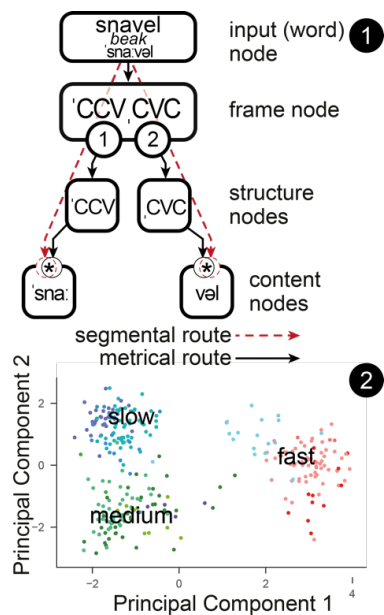 snavel
beak
ˈsnaːvəl
input (word)
node
1
ˈCCVˌCVC
frame node
1 2
ˈCCV ˌCVC
structure
nodes
* *
ˈsnaː vəl
content
nodes
segmental route
metrical route
2
Principal Component 2
2
0
−2
slow
fast
medium
−2 0 2 4
Principal Component 1